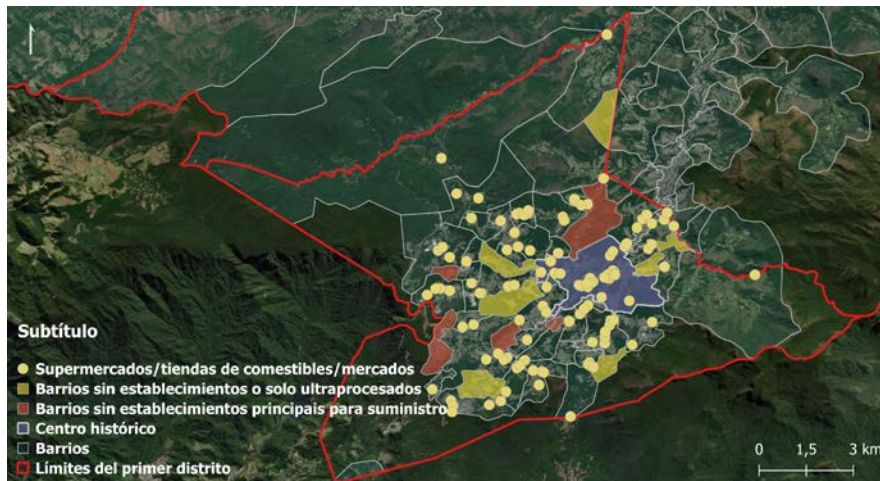 Subtítulo
Supermercados/tiendas de comestibles/mercados
Barrios sin establecimientos o solo ultraprocesados
Barrios sin establecimientos principais para suministro
Centro histórico
Barrios
Límites del primer distrito
0 1,5 3 km